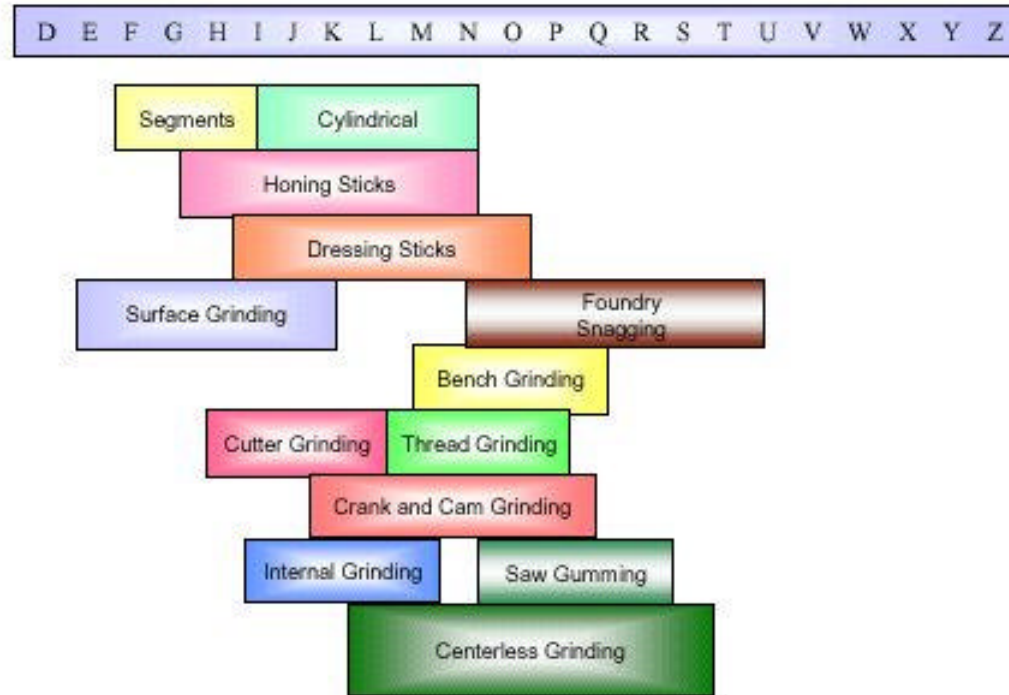 D E F G H I J K L M N O P Q R S T U V W X Y Z
Segments
Cylindrical
Honing Sticks
Dressing Sticks
Surface Grinding
Foundry
Snagging
Bench Grinding
Cutter Grinding
Thread Grinding
Crank and Cam Grinding
Internal Grinding
Saw Gumming
Centerless Grinding